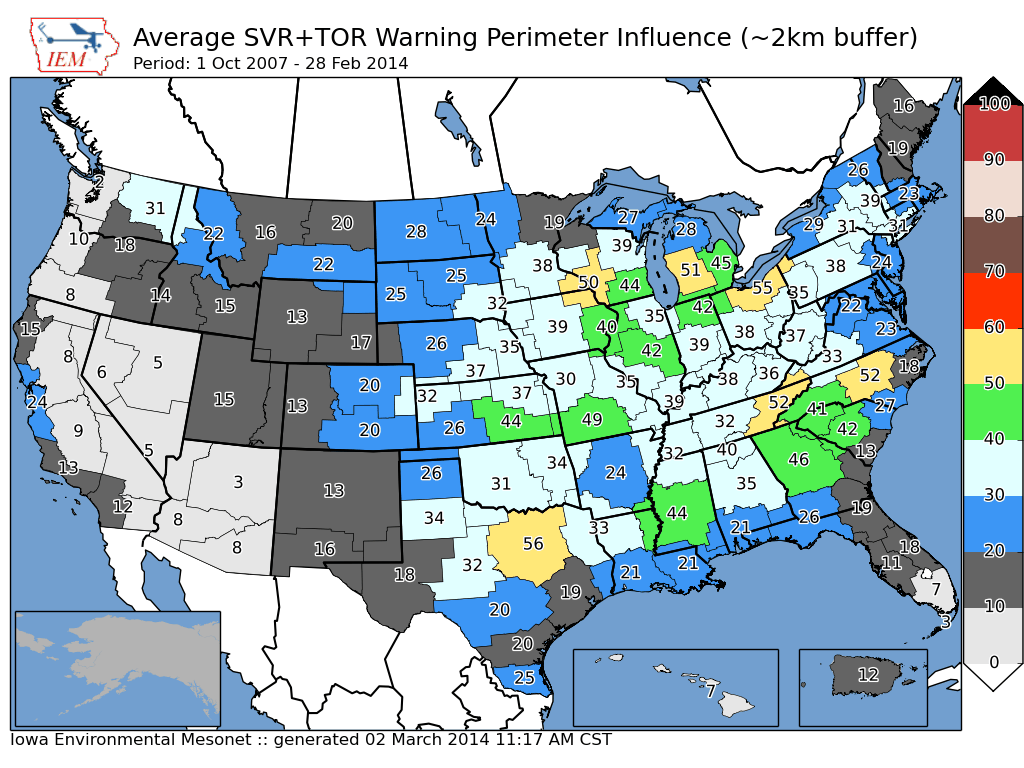 IEM
Average SVR+TOR Warning Perimeter Influence (~2km buffer)
Period: 1 Oct 2007 - 28 Feb 2014
16 100
19
2 26 90
31 39 23
20 19 27 29 31 31 80
22 16 28 24 28
10 18 39 45 38 24 70
22 25 38 51
8 14 25 50 44 55 35 60
15 32 42 22
15 13 39 40 35 38 37 23
8 5 17 26 35 42 39 33 50
6 37 36 52 18
20 30 35 38
24 15 13 32 37 39 52 41 27 40
9 20 26 44 49 32 42
5 34 32 40 46 13
13 3 13 26 31 24 35 30
12 8 34 44 19
8 16 56 33 21 26 18 20
18 32 21 21 11
19 7 10
20 3
20
25 7 12 0
Iowa Environmental Mesonet :: generated 02 March 2014 11:17 AM CST